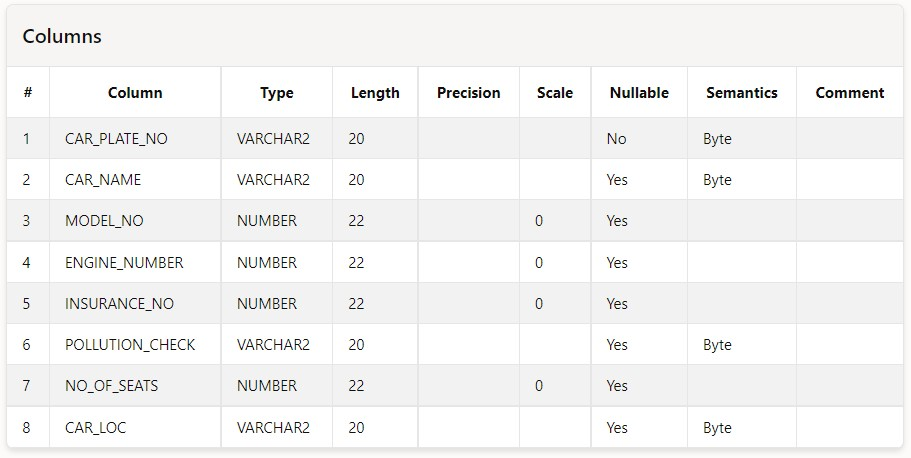 Columns
# Column Type Length Precision Scale Nullable Semantics Comment
1 CAR_PLATE_NO VARCHAR2 20 No Byte
2 CAR_NAME VARCHAR2 20 Yes Byte
3 MODEL_NO NUMBER 22 0 Yes
4 ENGINE_NUMBER NUMBER 22 0 Yes
5 INSURANCE_NO NUMBER 22 0 Yes
6 POLLUTION_CHECK VARCHAR2 20 Yes Byte
7 NO_OF_SEATS NUMBER 22 0 Yes
8 CAR_LOC VARCHAR2 20 Yes Byte